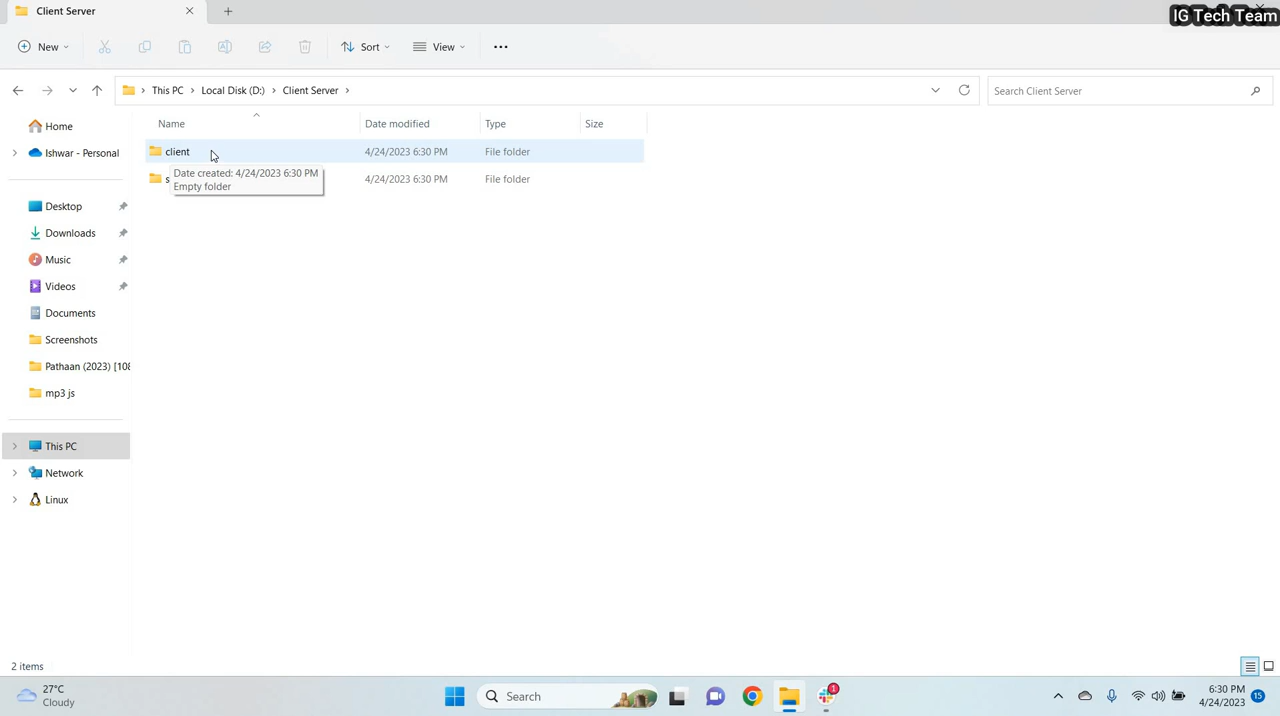 Client Server
IG Tech Team
New
Sort
View
This PC
Local Disk (D:)
Client Server
Search Client Server
Name
Date modified
Type
Size
Home
Ishwar - Personal
Desktop
Downloads
Music
Videos
Documents
Screenshots
Pathaan (2023) [108
mp3 js
This PC
Network
Linux
client
4/24/2023 6:30 PM
File folder
Date created: 4/24/2023 6:30 PM
Empty folder
s
4/24/2023 6:30 PM
File folder
2 items
27°C
Cloudy
Search
1
6:30 PM
4/24/2023
15